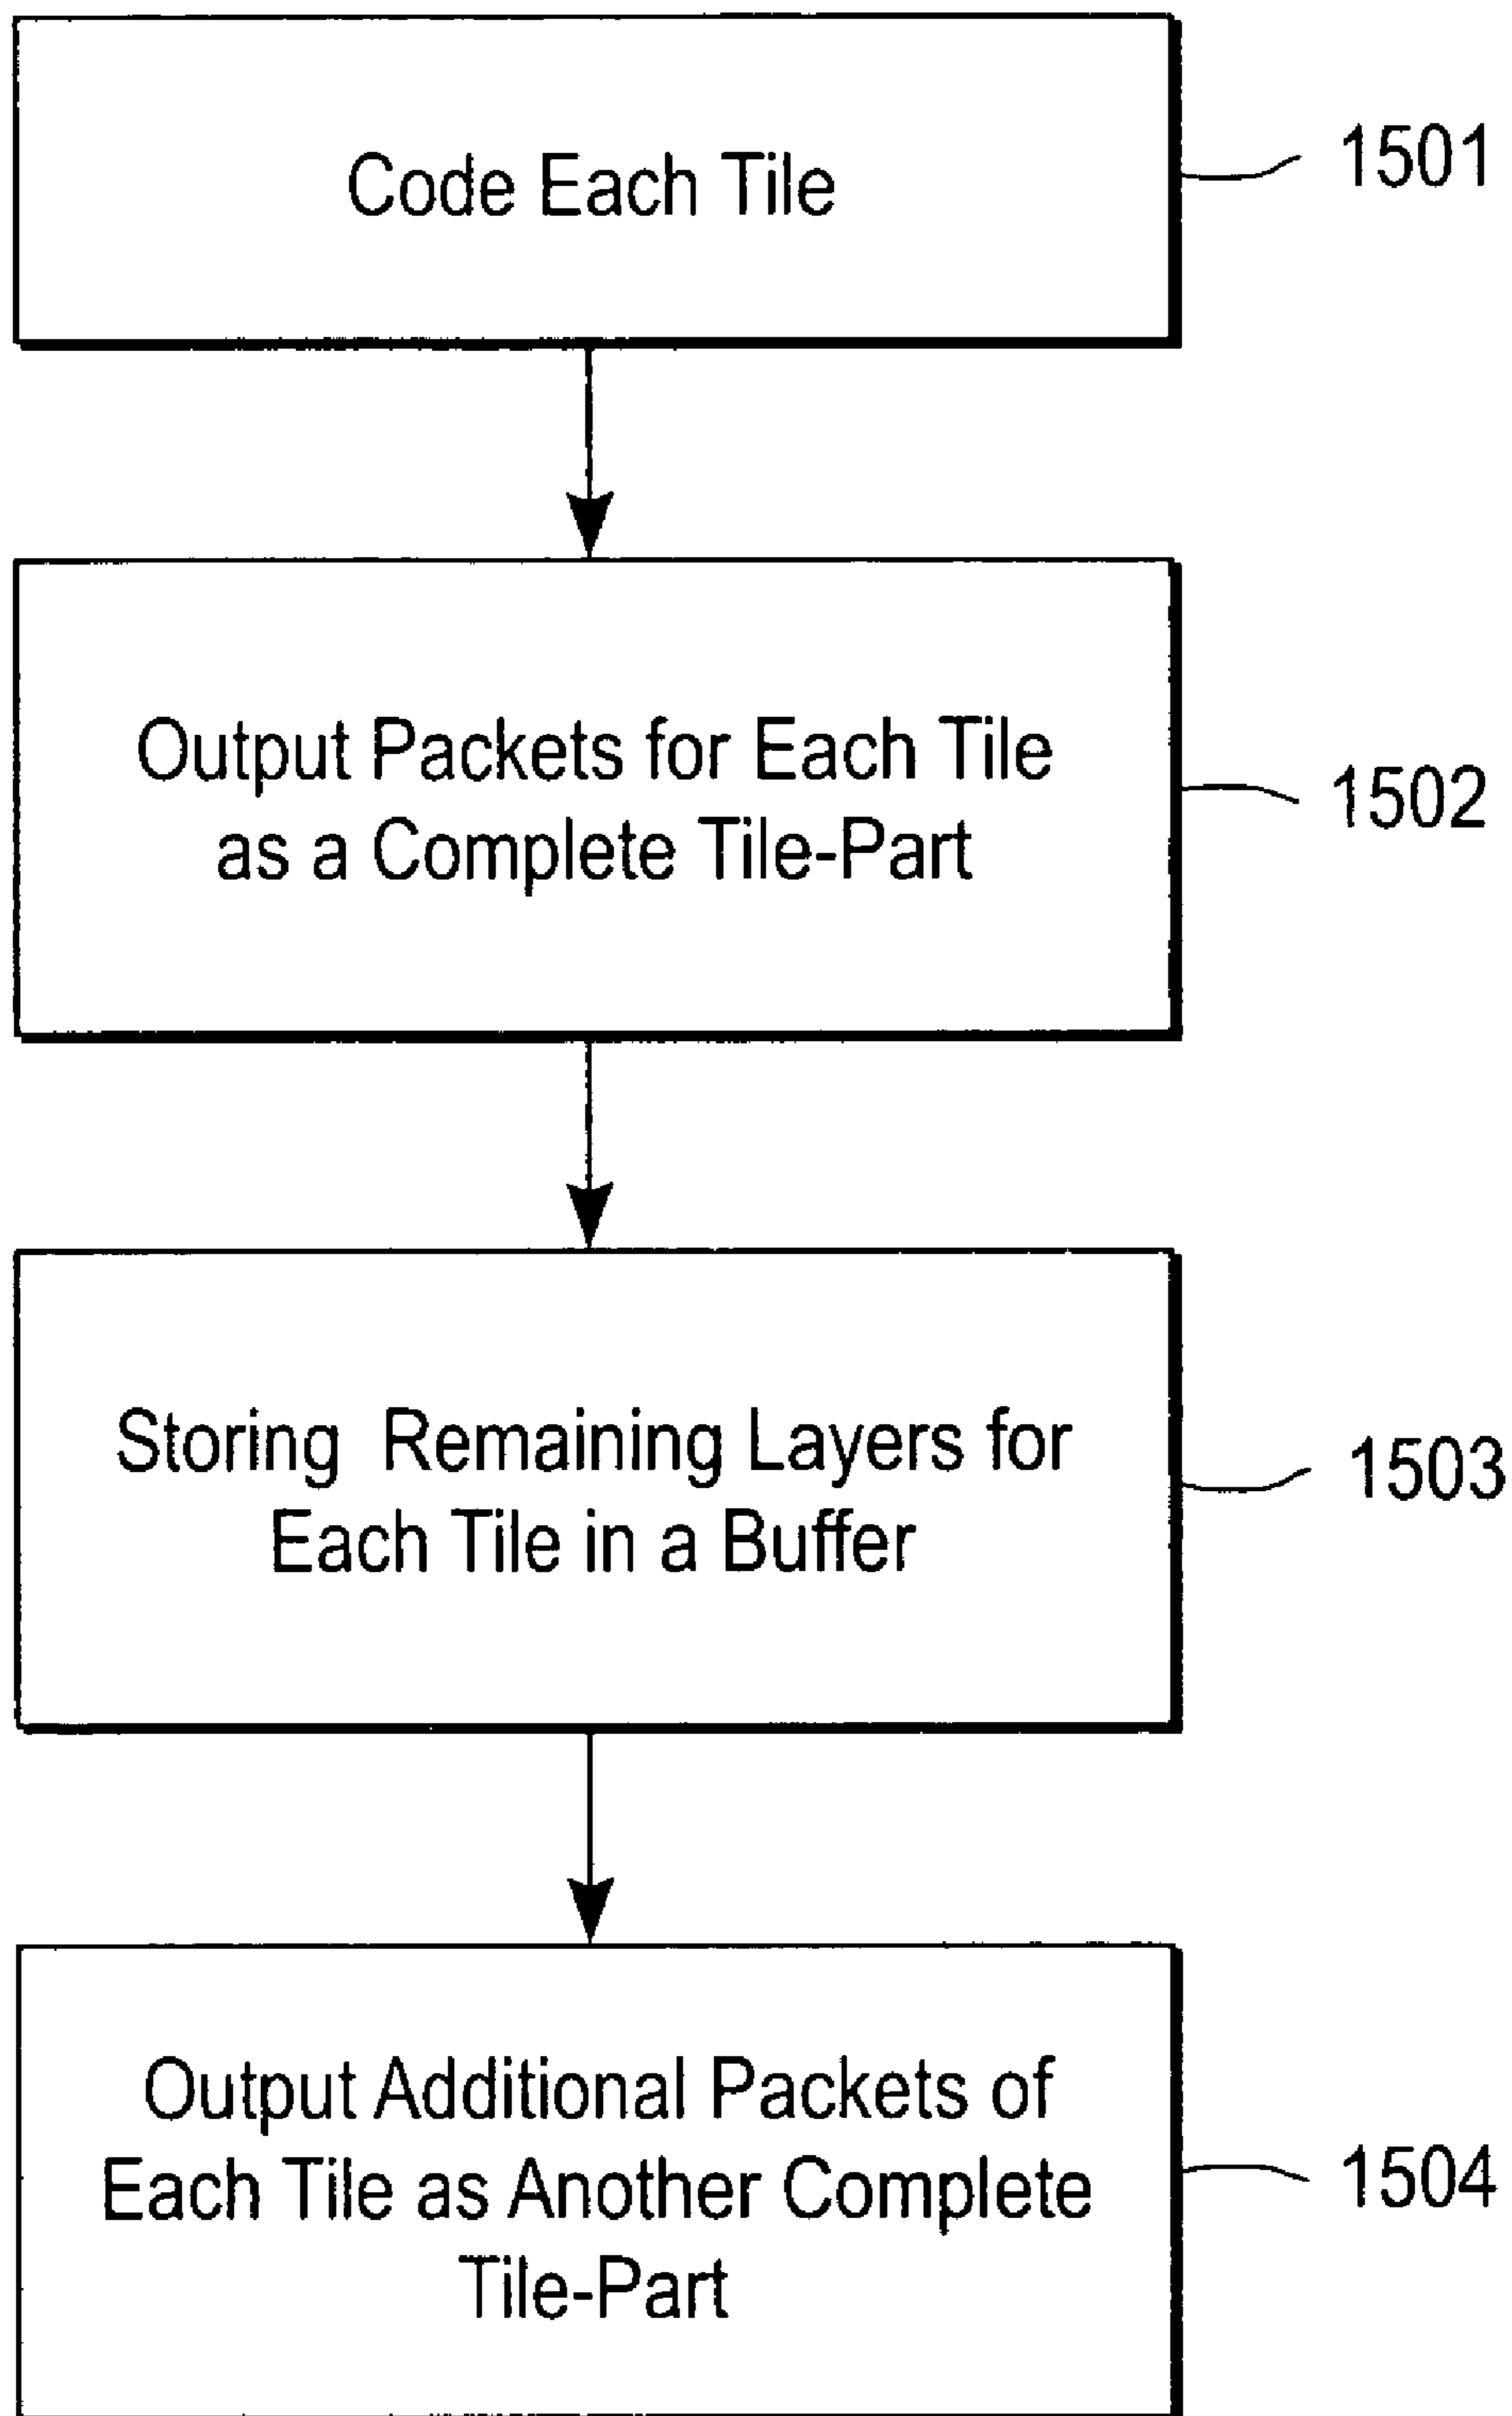 Code Each Tile
1501
Output Packets for Each Tile
as a Complete Tile-Part
1502
Storing Remaining Layers for
Each Tile in a Buffer
1503
Output Additional Packets of
Each Tile as Another Complete
Tile-Part
1504